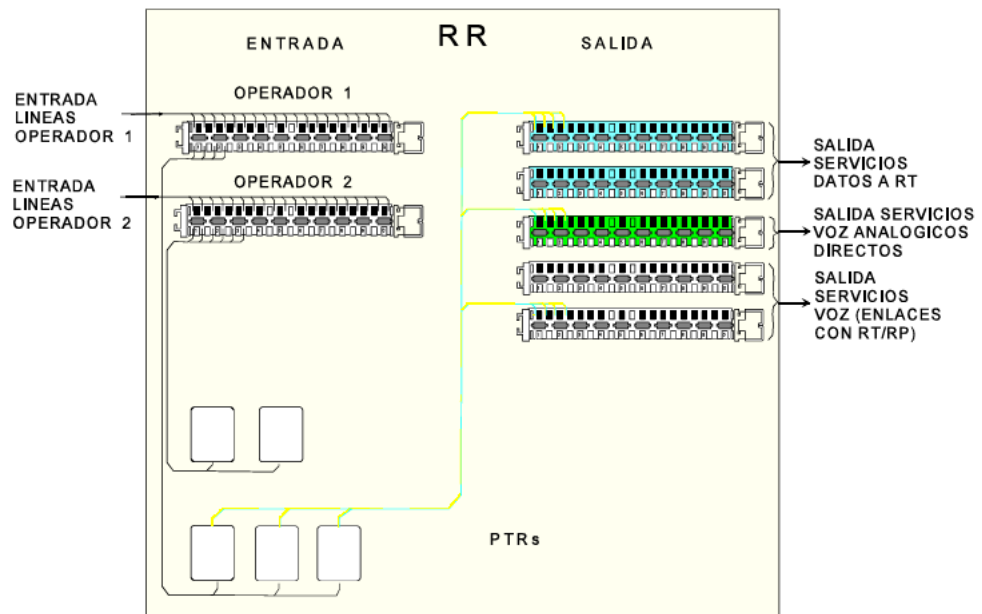 RR
ENTRADA
SALIDA
OPERADOR 1
ENTRADA
LINEAS
OPERADOR 1
OPERADOR 2
ENTRADA
LINEAS
OPERADOR 2
SALIDA
SERVICIOS
DATOS A RT
SALIDA SERVICIOS
VOZ ANALOGICOS
DIRECTOS
SALIDA
SERVICIOS
VOZ (ENLACES
CON RT/RP)
PTRs